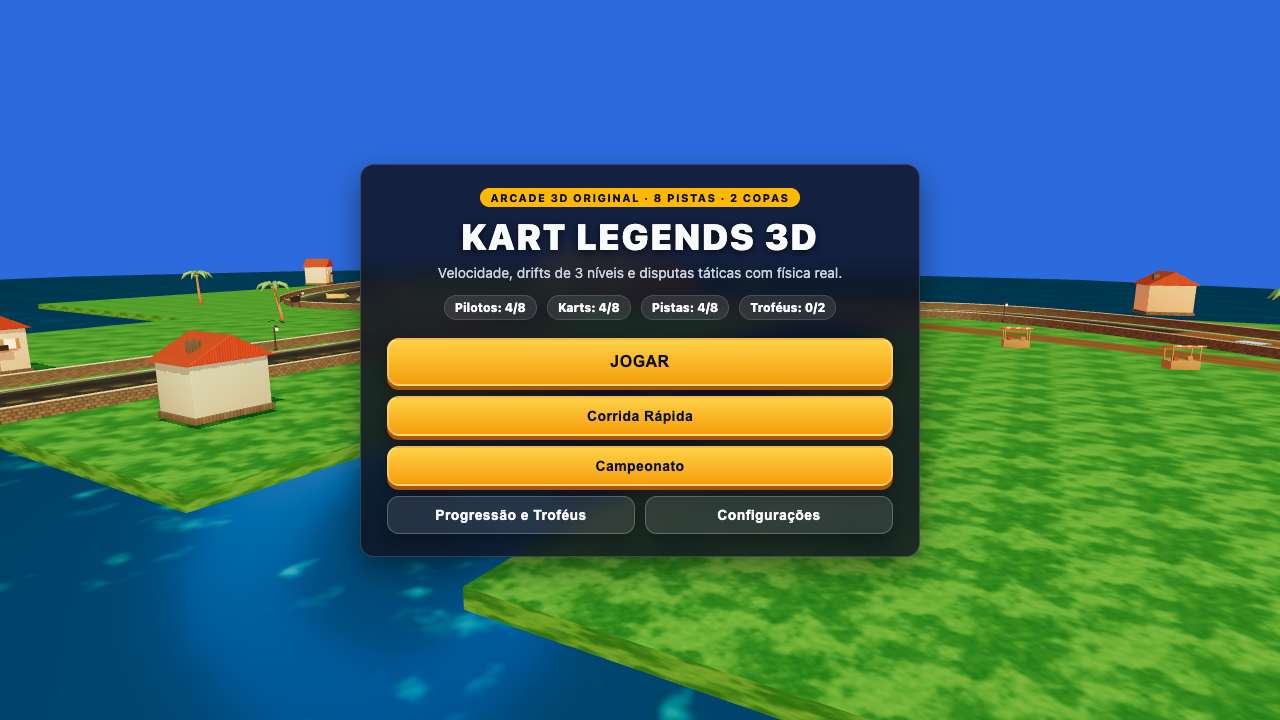 ARCADE 3D ORIGINAL · 8 PISTAS · 2 COPAS
KART LEGENDS 3D
Velocidade, drifts de 3 níveis e disputas táticas com física real.
Pilotos: 4/8 Karts: 4/8 Pistas: 4/8 Troféus: 0/2
JOGAR
Corrida Rápida
Campeonato
Progressão e Troféus Configurações